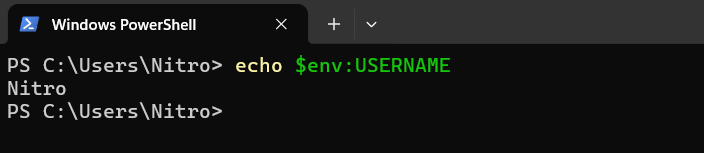 Windows PowerShell
PS C:\Users\Nitro> echo $env:USERNAME
Nitro
PS C:\Users\Nitro>